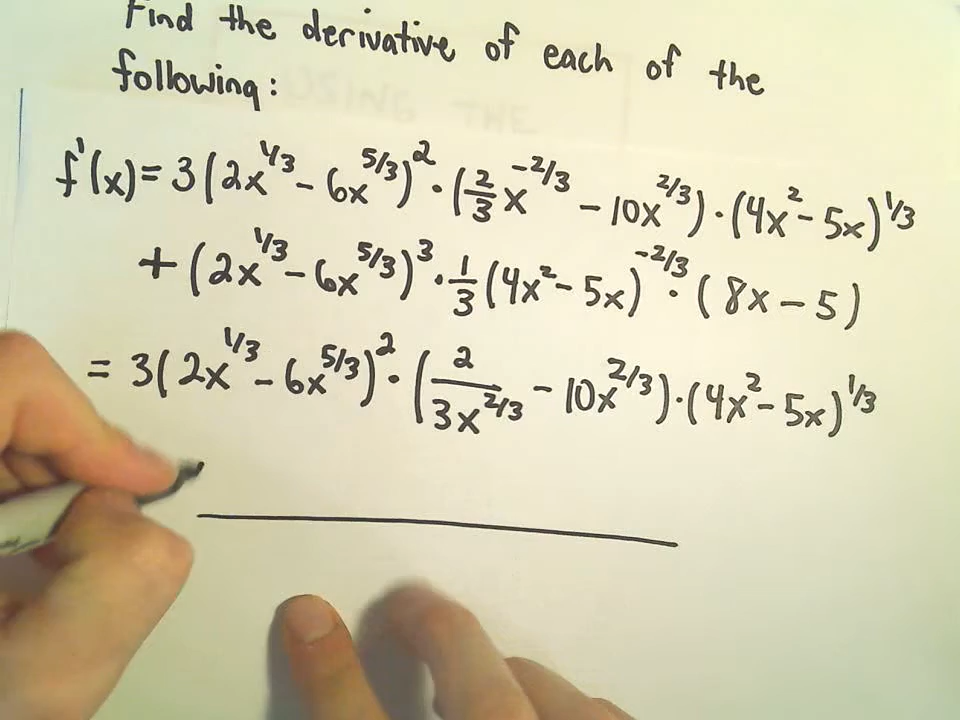 Find the derivative of each of the
following:
f'(x) = 3(2x^{1/3} - 6x^{5/3})^2 · (2/3 x^{-2/3} - 10x^{2/3}) · (4x^2 - 5x)^{1/3}
+ (2x^{1/3} - 6x^{5/3})^3 · 1/3 (4x^2 - 5x)^{-2/3} · (8x - 5)
= 3(2x^{1/3} - 6x^{5/3})^2 · (2/(3x^{2/3}) - 10x^{2/3}) · (4x^2 - 5x)^{1/3}